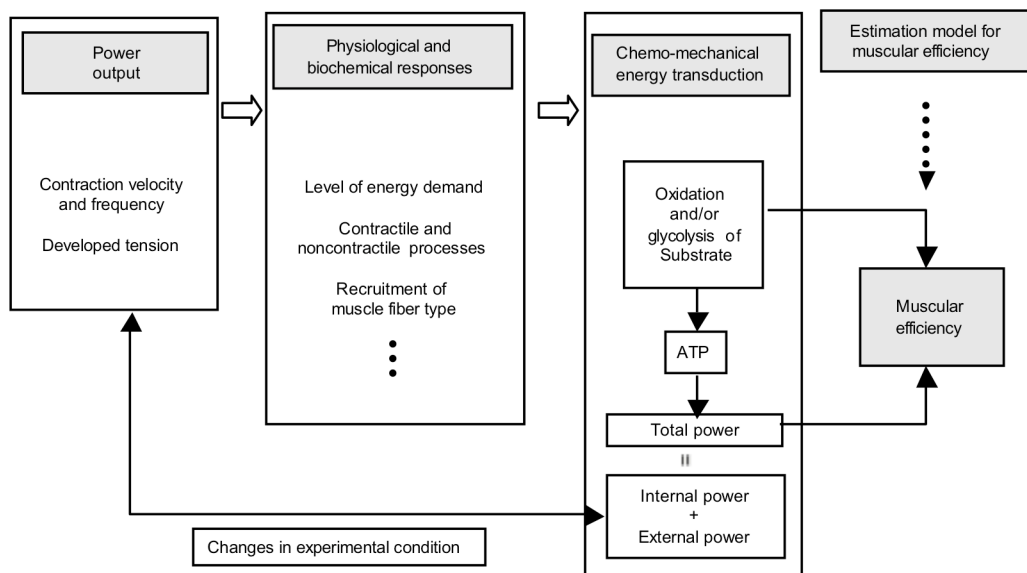 Power
output
Contraction velocity
and frequency
Developed tension
Physiological and
biochemical responses
Level of energy demand
Contractile and
noncontractile processes
Recruitment of
muscle fiber type
Chemo-mechanical
energy transduction
Oxidation
and/or
glycolysis of
Substrate
ATP
Total power
=
Internal power
+
External power
Estimation model for
muscular efficiency
Muscular
efficiency
Changes in experimental condition